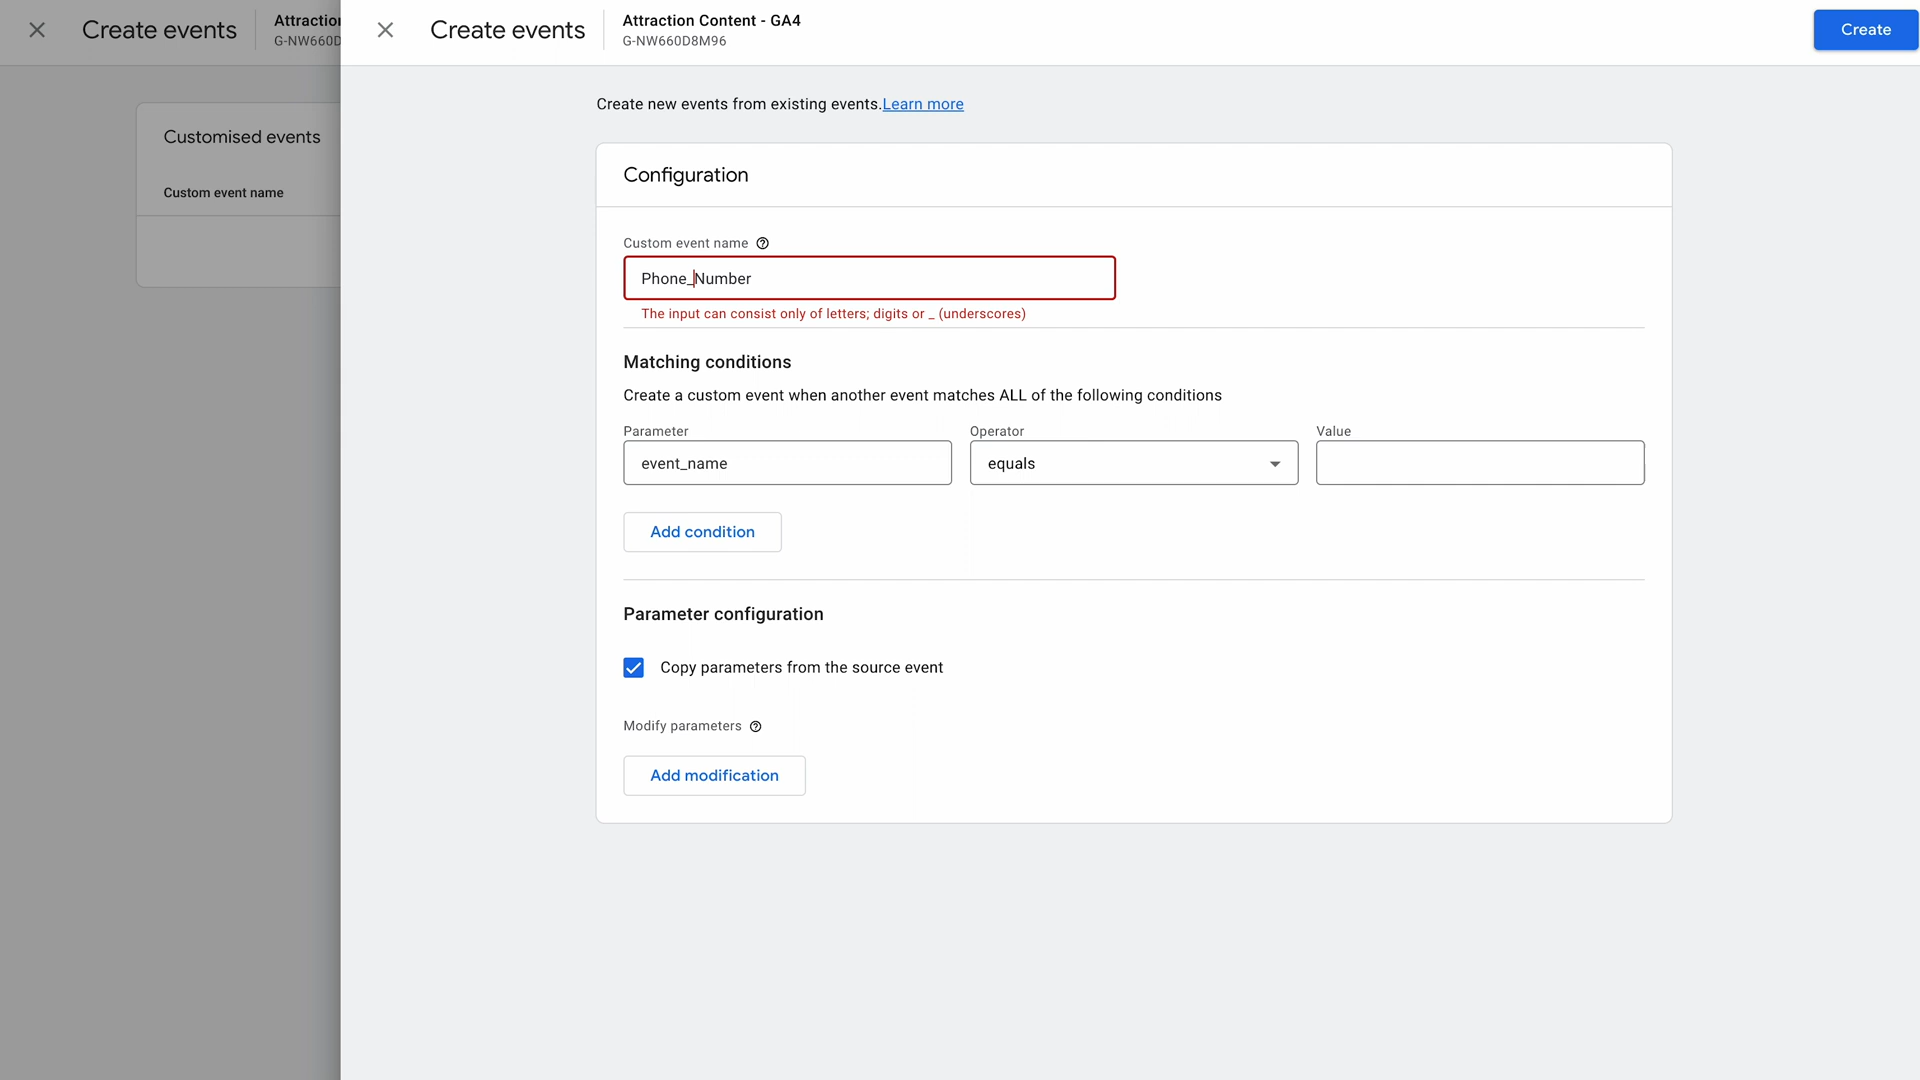 Create events
Attraction
G-NW660D
Customised events
Custom event name
Create events
Attraction Content - GA4
G-NW660D8M96
Create
Create new events from existing events.Learn more
Configuration
Custom event name
Phone_Number
The input can consist only of letters; digits or _ (underscores)
Matching conditions
Create a custom event when another event matches ALL of the following conditions
Parameter
Operator
Value
event_name
equals
Add condition
Parameter configuration
Copy parameters from the source event
Modify parameters
Add modification